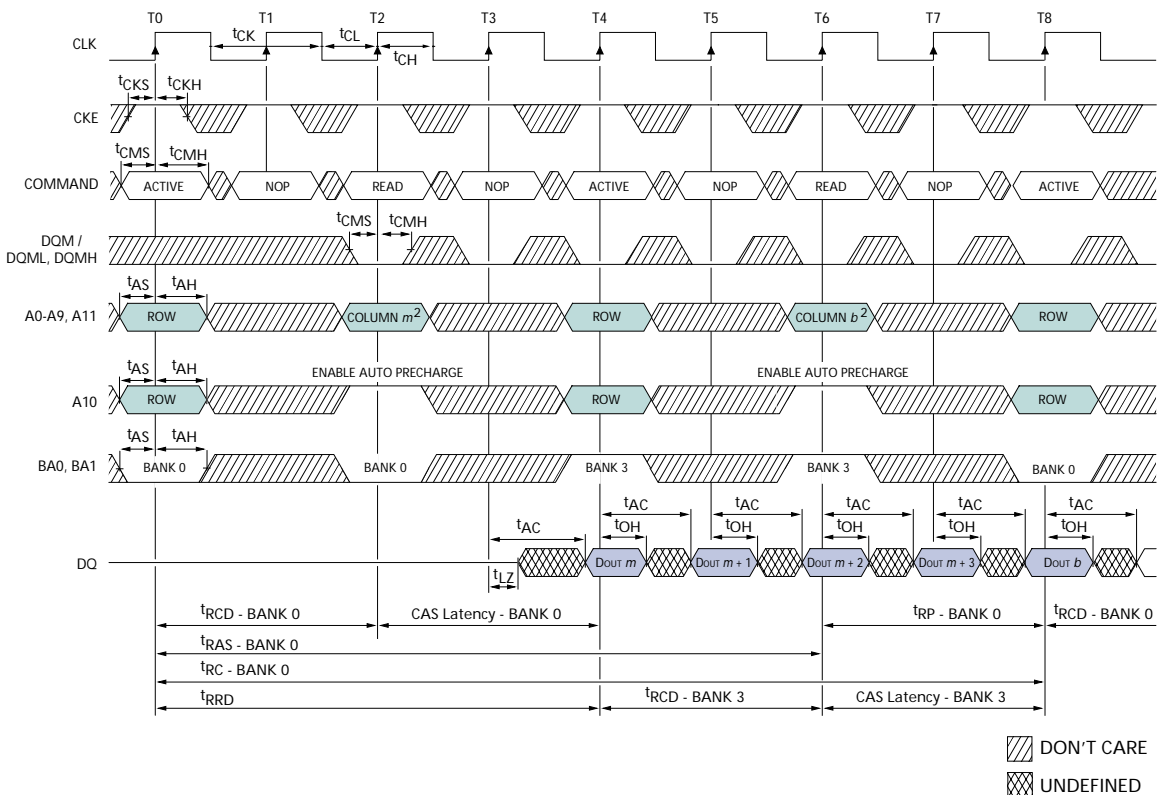 T0 T1 T2 T3 T4 T5 T6 T7 T8
CLK
tCK tCL
tCH
tCKS tCKH
CKE
tCMS tCMH
COMMAND ACTIVE NOP READ NOP ACTIVE NOP READ NOP ACTIVE
tCMS tCMH
DQM /
DQML, DQMH
tAS tAH
A0-A9, A11 ROW COLUMN m2 ROW COLUMN b2 ROW
tAS tAH ENABLE AUTO PRECHARGE ENABLE AUTO PRECHARGE
A10 ROW ROW ROW
tAS tAH
BA0, BA1 BANK 0 BANK 0 BANK 3 BANK 3 BANK 0
tAC tAC tAC tAC tAC tAC
tOH tOH tOH tOH tOH
DQ DOUT m DOUT m + 1 DOUT m + 2 DOUT m + 3 DOUT b
tLZ
tRCD - BANK 0 CAS Latency - BANK 0 tRP - BANK 0 tRCD - BANK 0
tRAS - BANK 0
tRC - BANK 0
tRRD tRCD - BANK 3 CAS Latency - BANK 3
DON'T CARE
UNDEFINED